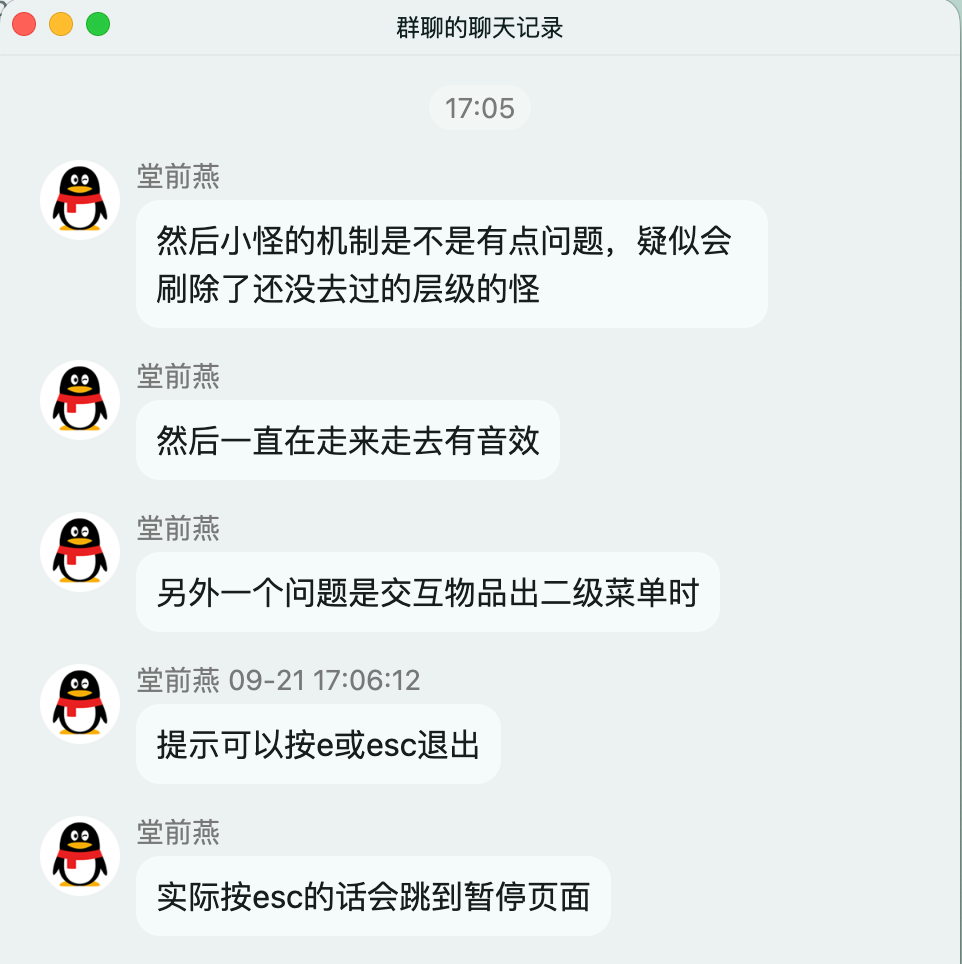 群聊的聊天记录
17:05
堂前燕
然后小怪的机制是不是有点问题，疑似会
刷除了还没去过的层级的怪
堂前燕
然后一直在走来走去有音效
堂前燕
另外一个问题是交互物品出二级菜单时
堂前燕 09-21 17:06:12
提示可以按e或esc退出
堂前燕
实际按esc的话会跳到暂停页面